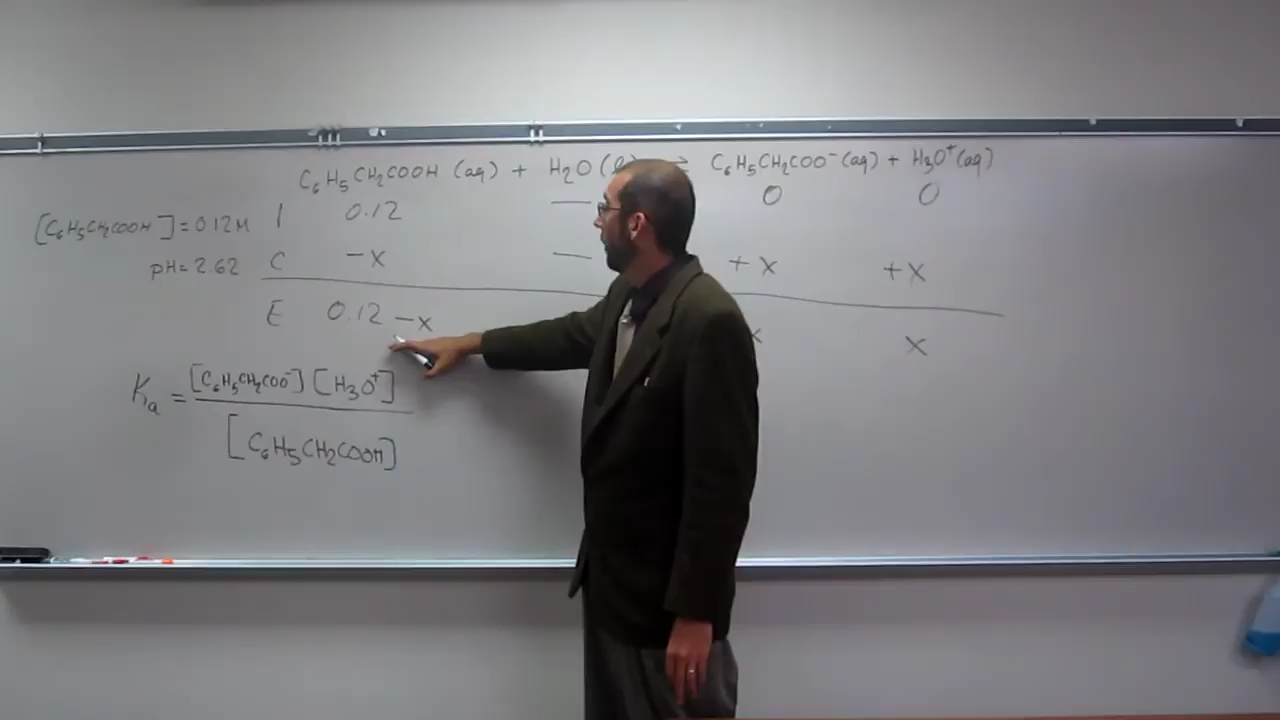 C₆H₅CH₂COOH (aq) + H₂O (l) ⇌ C₆H₅CH₂COO⁻ (aq) + H₃O⁺ (aq)
[C₆H₅CH₂COOH] = 0.12M I 0.12 — 0 0
pH = 2.62 C -x — +x +x
E 0.12 -x x x
Kₐ = [C₆H₅CH₂COO⁻] [H₃O⁺]
[C₆H₅CH₂COOH]